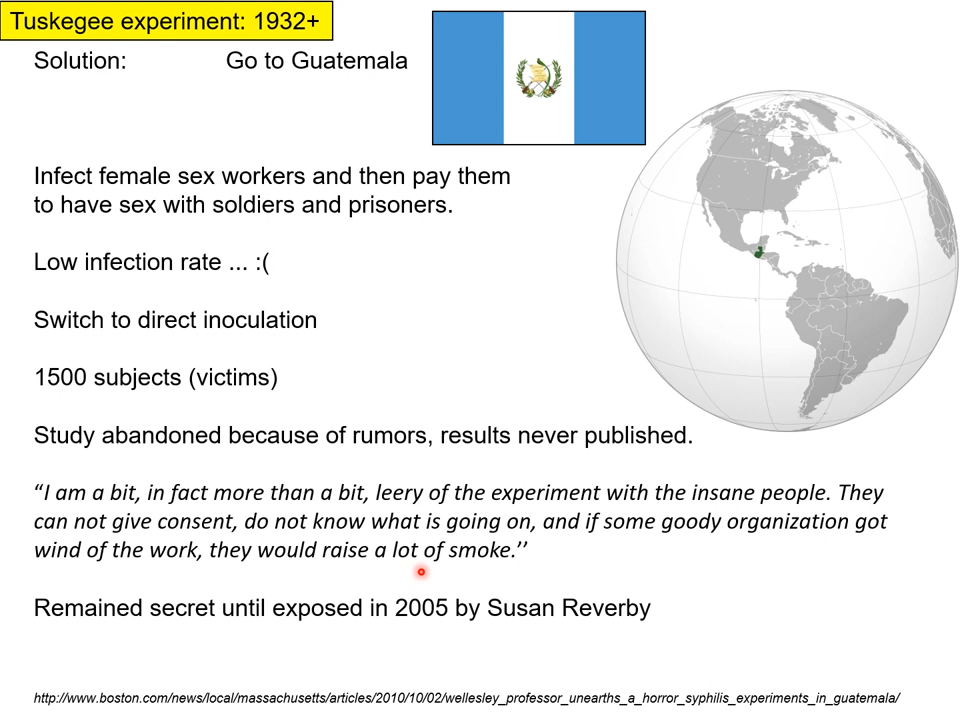 Tuskegee experiment: 1932+
Solution: Go to Guatemala
Infect female sex workers and then pay them
to have sex with soldiers and prisoners.
Low infection rate ... :(
Switch to direct inoculation
1500 subjects (victims)
Study abandoned because of rumors, results never published.
“I am a bit, in fact more than a bit, leery of the experiment with the insane people. They
can not give consent, do not know what is going on, and if some goody organization got
wind of the work, they would raise a lot of smoke.’’
Remained secret until exposed in 2005 by Susan Reverby
http://www.boston.com/news/local/massachusetts/articles/2010/10/02/wellesley_professor_unearths_a_horror_syphilis_experiments_in_guatemala/